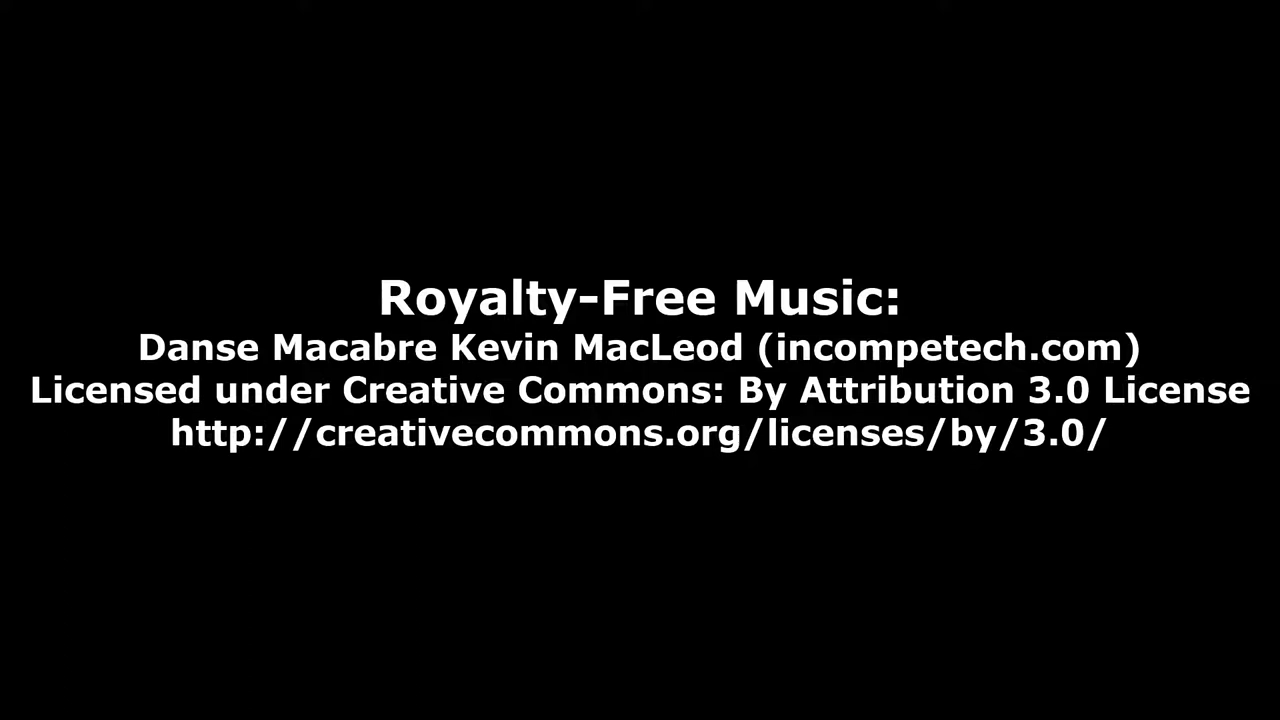 Royalty-Free Music:
Danse Macabre Kevin MacLeod (incompetech.com)
Licensed under Creative Commons: By Attribution 3.0 License
http://creativecommons.org/licenses/by/3.0/